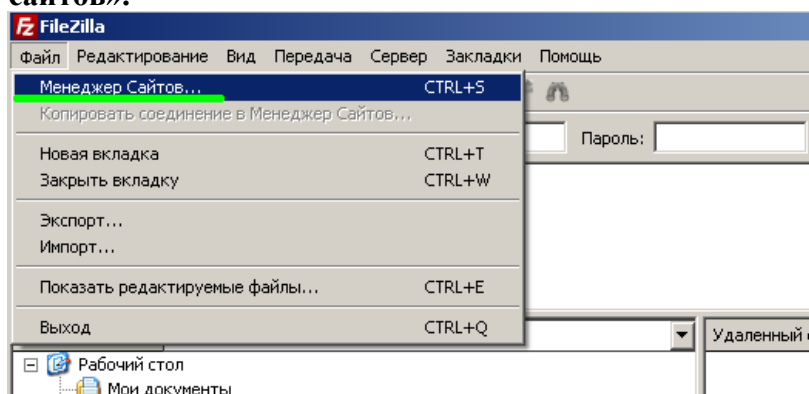 сайтов».
FileZilla
Файл Редактирование Вид Передача Сервер Закладки Помощь
Менеджер Сайтов... CTRL+S
Копировать соединение в Менеджер Сайтов...
Пароль:
Новая вкладка CTRL+T
Закрыть вкладку CTRL+W
Экспорт...
Импорт...
Показать редактируемые файлы... CTRL+E
Выход CTRL+Q
Удаленный
Рабочий стол
Мои документы